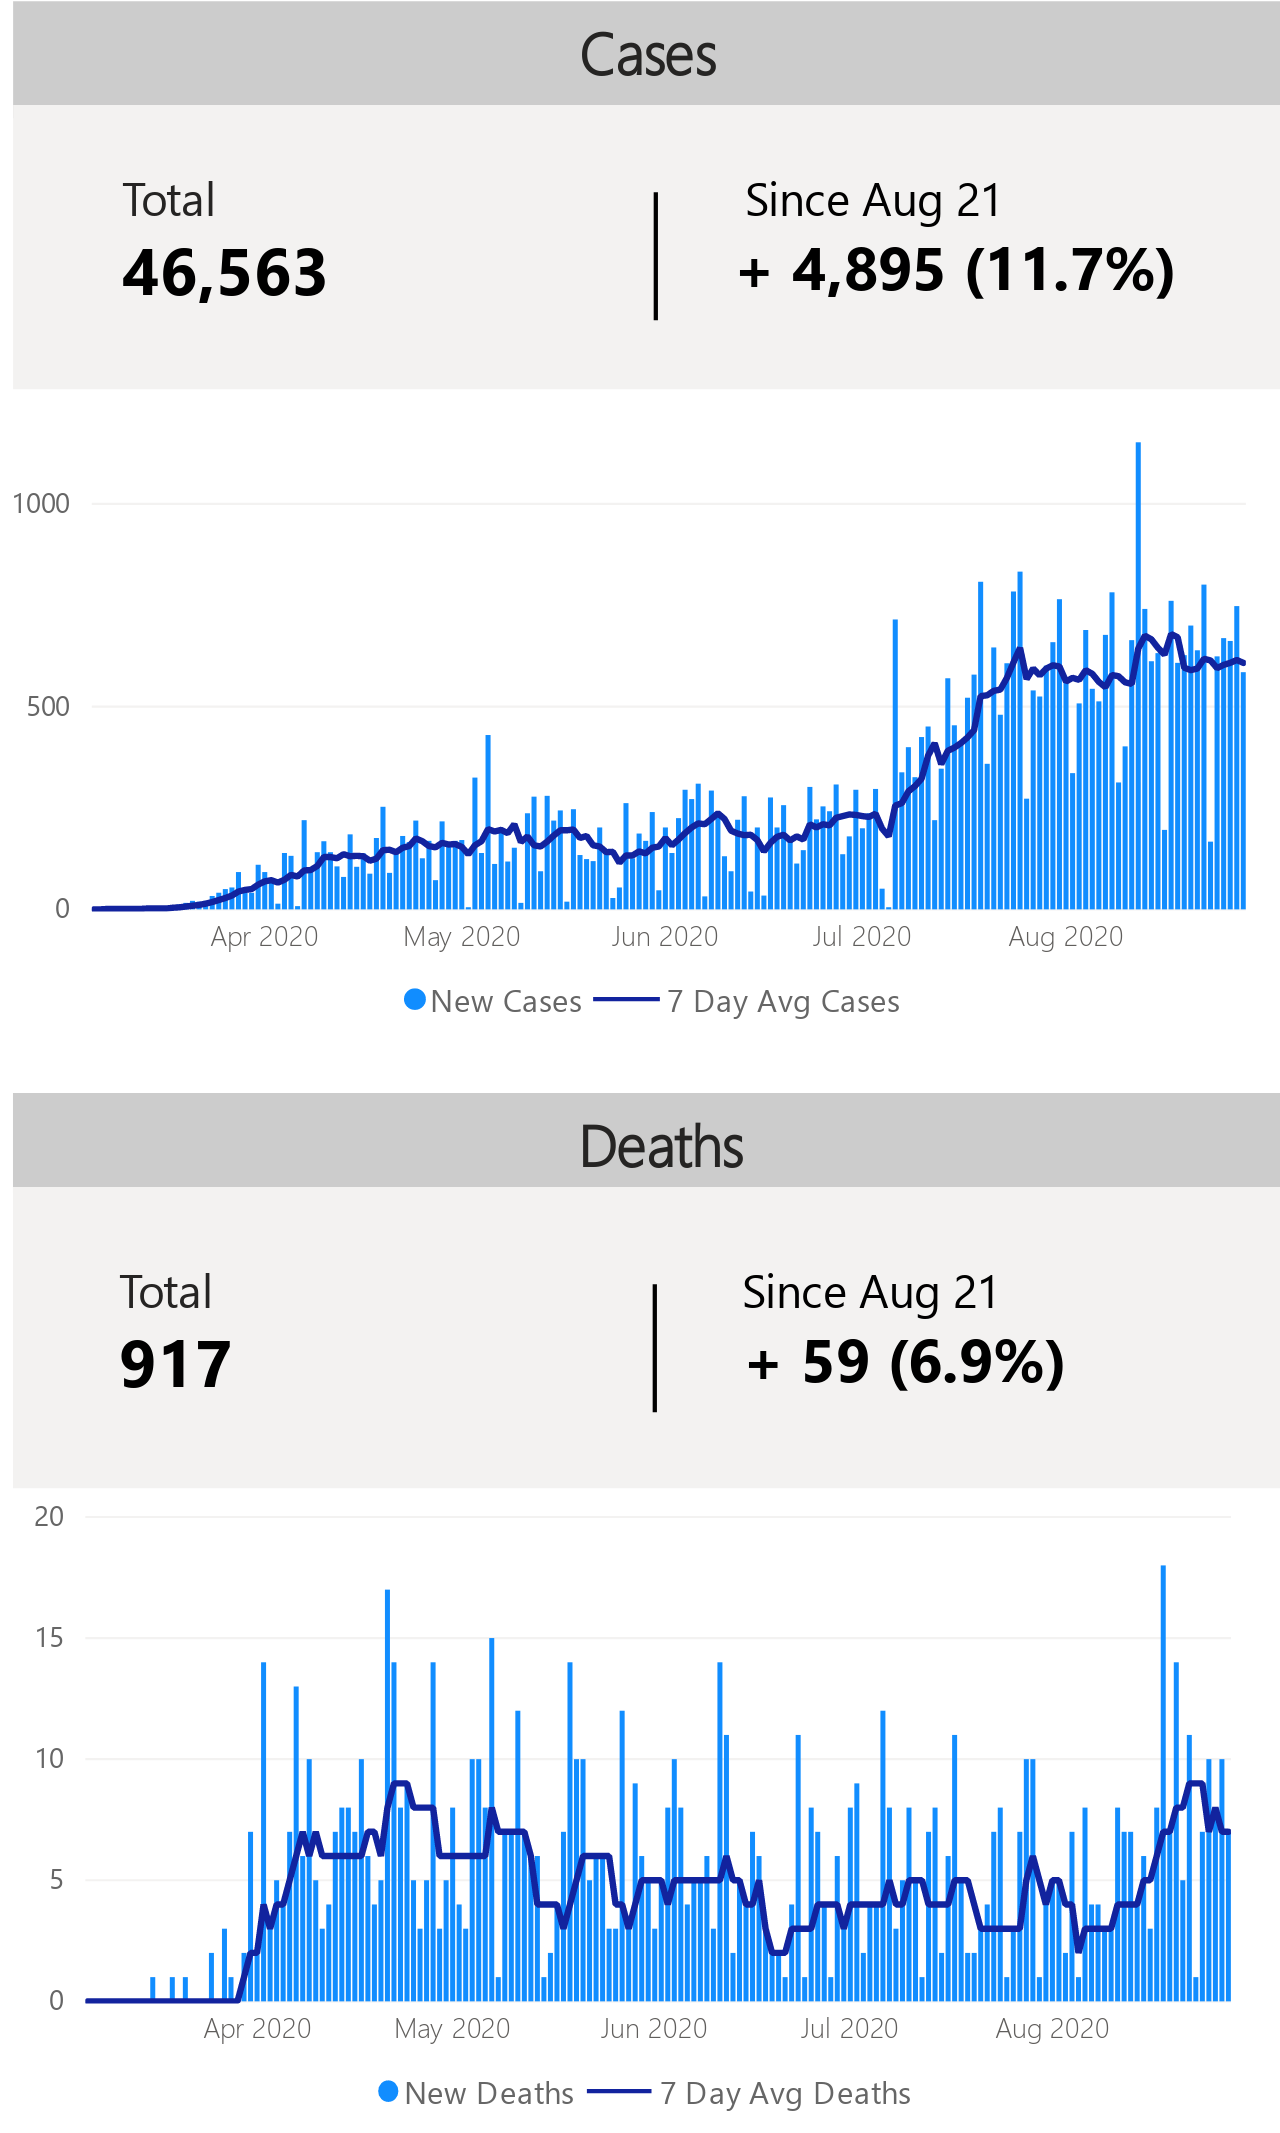 Cases
Total
Since Aug 21
46,563
+ 4,895 (11.7%)
1000
500
0
Apr 2020
May 2020
Jun 2020
Jul 2020
Aug 2020
New Cases
7 Day Avg Cases
Deaths
Total
Since Aug 21
917
+ 59 (6.9%)
20
15
10
5
0
Apr 2020
May 2020
Jun 2020
Jul 2020
Aug 2020
New Deaths
7 Day Avg Deaths